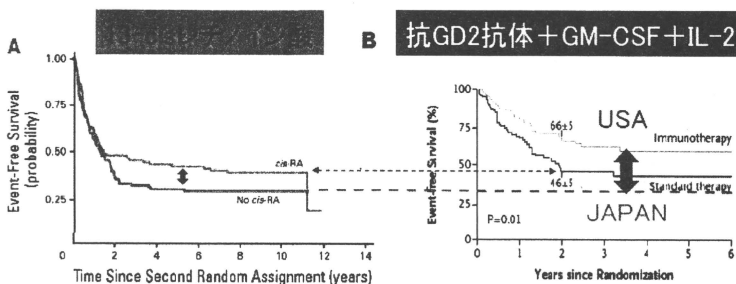 A
B
抗GD2抗体＋GM-CSF＋IL-2
Event-Free Survival
(probability)
1.00
0.75
0.50
0.25
0
2
4
6
8
10
12
14
cis-RA
No cis-RA
Time Since Second Random Assignment (years)
Event-Free Survival (%)
100
75
50
25
0
66±5
46±5
USA
Immunotherapy
Standard therapy
JAPAN
P=0.01
0
1
2
3
4
5
6
Years since Randomization